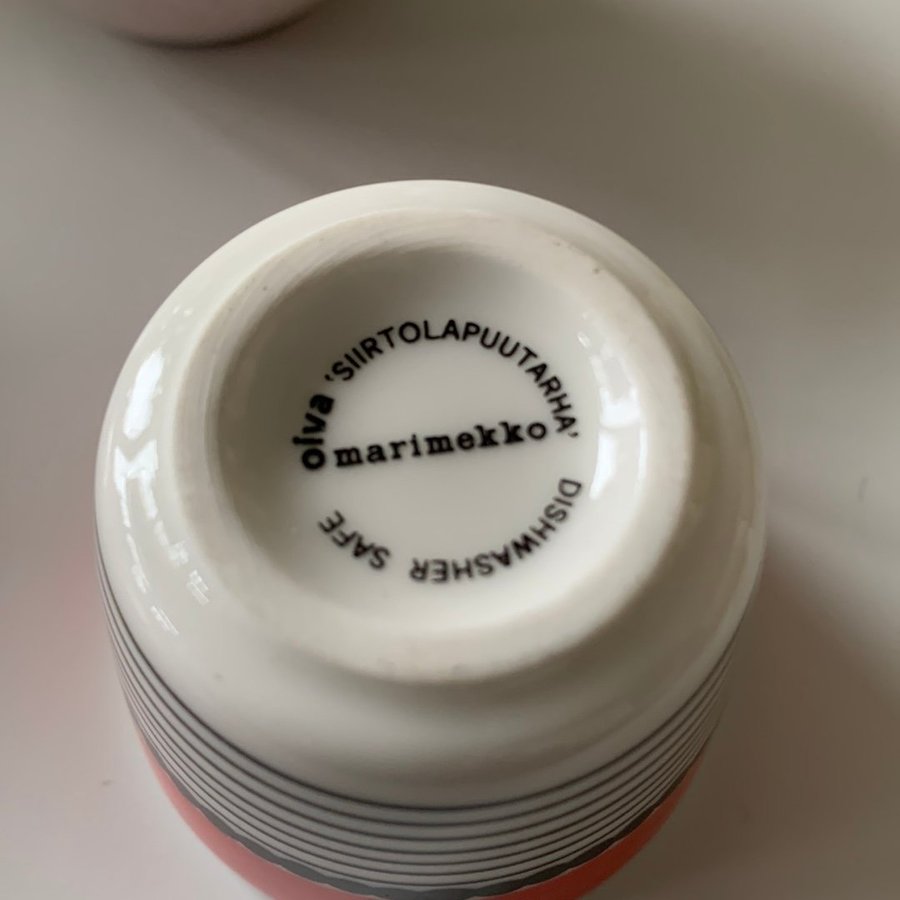 oiva 'SIIRTOLAPUUTARHA'
marimekko
DISHWASHER SAFE